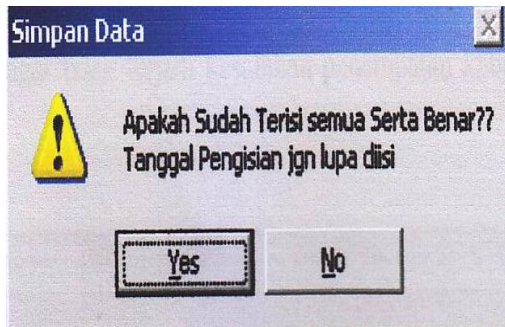 Simpan Data
Apakah Sudah Terisi semua Serta Benar??
Tanggal Pengisian jgn lupa diisi
Yes
No